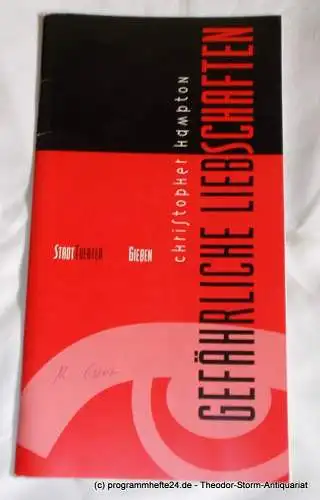 GEFÄHRLICHE LIEBSCHAFTEN
christopher hampton
STADTTHEATER GIEßEN
(c) programmhefte24.de - Theodor-Storm-Antiquariat